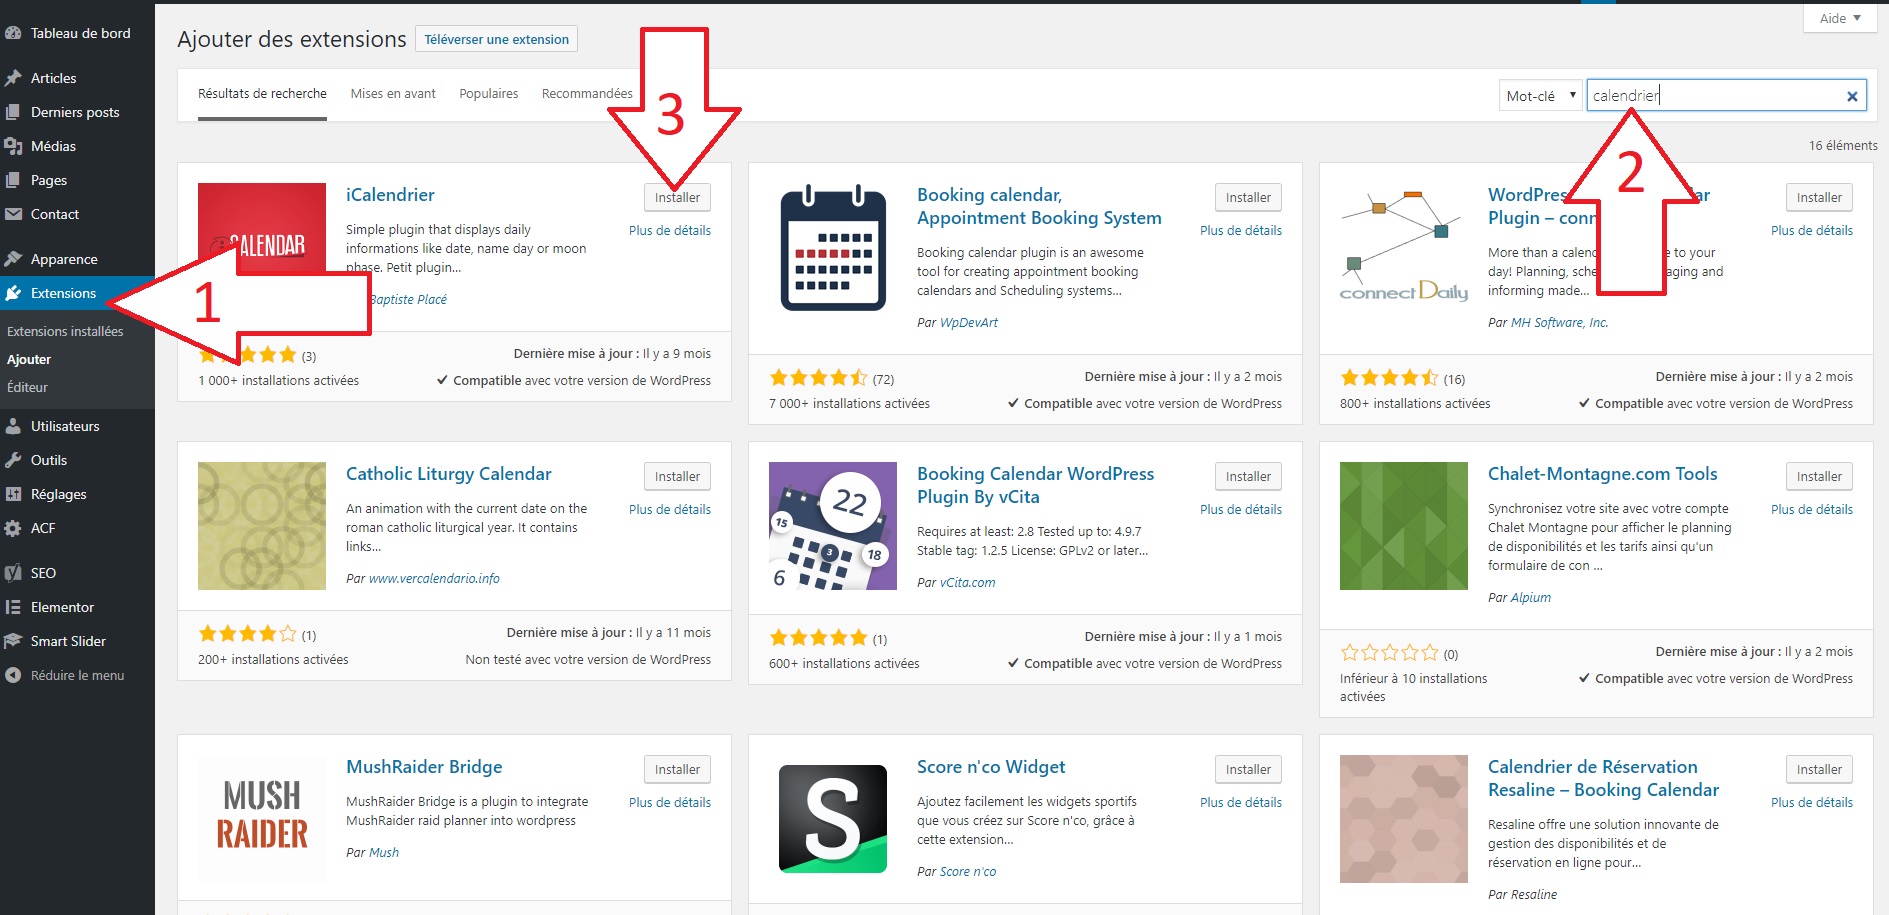 Tableau de bord
Articles
Derniers posts
Médias
Pages
Contact
Apparence
Extensions
Extensions installées
Ajouter
Éditeur
Utilisateurs
Outils
Réglages
ACF
SEO
Elementor
Smart Slider
Réduire le menu
1
2
3
Aide
Ajouter des extensions
Téléverser une extension
Résultats de recherche
Mises en avant
Populaires
Recommandées
Mot-clé
calendrier
16 éléments
CALENDAR
iCalendrier
Installer
Plus de détails
Simple plugin that displays daily
informations like date, name day or moon
phase. Petit plugin...
Baptiste Placé
(3)
1 000+ installations activées
Dernière mise à jour : Il y a 9 mois
Compatible avec votre version de WordPress
Booking calendar,
Appointment Booking System
Installer
Plus de détails
Booking calendar plugin is an awesome
tool for creating appointment booking
calendars and Scheduling systems...
Par WpDevArt
(72)
7 000+ installations activées
Dernière mise à jour : Il y a 2 mois
Compatible avec votre version de WordPress
connectDaily
Plugin –
Installer
Plus de détails
More than a
day! Planning, and
informing made...
Par MH Software, Inc.
(16)
800+ installations activées
Dernière mise à jour : Il y a 2 mois
Compatible avec votre version de WordPress
Catholic Liturgy Calendar
Installer
Plus de détails
An animation with the current date on the
roman catholic liturgical year. It contains
links...
Par www.vercalendario.info
(1)
200+ installations activées
Dernière mise à jour : Il y a 11 mois
Non testé avec votre version de WordPress
22
15
3
18
6
Booking Calendar WordPress
Plugin By vCita
Installer
Plus de détails
Requires at least: 2.8 Tested up to: 4.9.7
Stable tag: 1.2.5 License: GPLv2 or later...
Par vCita.com
(1)
600+ installations activées
Dernière mise à jour : Il y a 1 mois
Compatible avec votre version de WordPress
Chalet-Montagne.com Tools
Installer
Plus de détails
Synchronisez votre site avec votre compte
Chalet Montagne pour afficher le planning
de disponibilités et les tarifs ainsi qu'un
formulaire de con ...
Par Alpium
(0)
Inférieur à 10 installations
activées
Dernière mise à jour : Il y a 2 mois
Compatible avec votre version de WordPress
MUSH
RAIDER
MushRaider Bridge
Installer
Plus de détails
MushRaider Bridge is a plugin to integrate
MushRaider raid planner into wordpress
Par Mush
S
Score n'co Widget
Installer
Plus de détails
Ajoutez facilement les widgets sportifs
que vous créez sur Score n'co, grâce à
cette extension...
Par Score n'co
Calendrier de Réservation
Resaline – Booking Calendar
Installer
Plus de détails
Resaline offre une solution innovante de
gestion des disponibilités et de
réservation en ligne pour...
Par Resaline